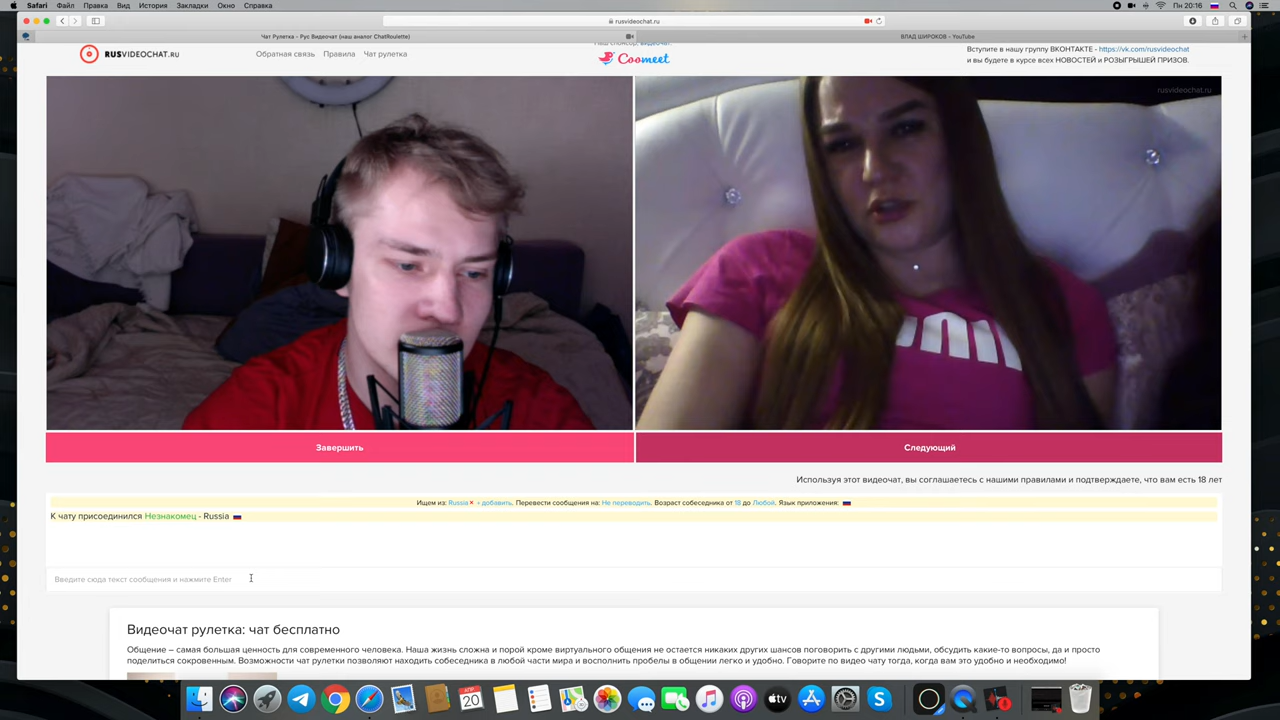 Safari Файл Правка Вид История Закладки Окно Справка
Пн 20:16
rusvideochat.ru
Чат Рулетка - Рус Видеочат (наш аналог ChatRoulette)
ВЛАД ШИРОКОВ - YouTube
RUSVIDEOCHAT.RU
Обратная связь Правила Чат рулетка
Наш спонсор, видеочат:
Coomeet
Вступите в нашу группу ВКОНТАКТЕ - https://vk.com/rusvideochat
и вы будете в курсе всех НОВОСТЕЙ и РОЗЫГРЫШЕЙ ПРИЗОВ.
rusvideochat.ru
Завершить
Следующий
Используя этот видеочат, вы соглашаетесь с нашими правилами и подтверждаете, что вам есть 18 лет
Ищем из: Russia× + добавить. Перевести сообщения на: Не переводить. Возраст собеседника от 18 до Любой. Язык приложения:
К чату присоединился Незнакомец - Russia
Введите сюда текст сообщения и нажмите Enter
Видеочат рулетка: чат бесплатно
Общение – самая большая ценность для современного человека. Наша жизнь сложна и порой кроме виртуального общения не остается никаких других шансов поговорить с другими людьми, обсудить какие-то вопросы, да и просто
поделиться сокровенным. Возможности чат рулетки позволяют находить собеседника в любой части мира и восполнить пробелы в общении легко и удобно. Говорите по видео чату тогда, когда вам это удобно и необходимо!
АПР.
20
tv